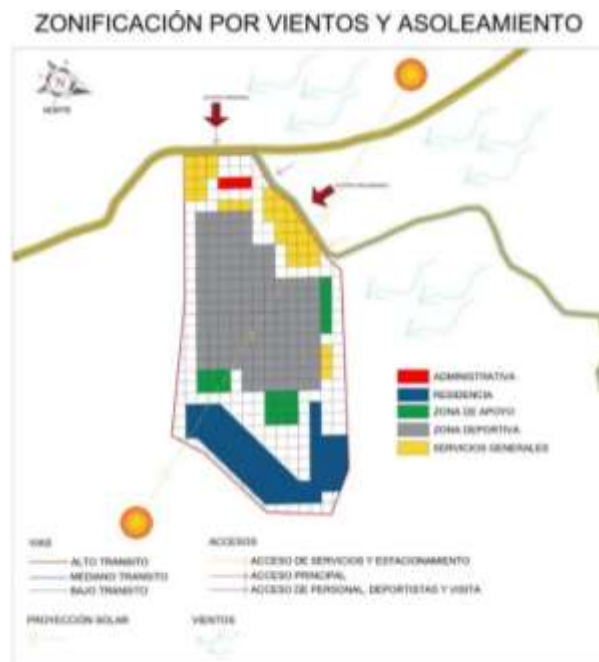 ZONIFICACIÓN POR VIENTOS Y ASOLEAMIENTO
N
NORTE
ADMINISTRATIVA
RESIDENCIA
ZONA DE APOYO
ZONA DEPORTIVA
SERVICIOS GENERALES
VIAS
ALTO TRANSITO
MEDIANO TRANSITO
BAJO TRANSITO
ACCESOS
ACCESO DE SERVICIOS Y ESTACIONAMIENTO
ACCESO PRINCIPAL
ACCESO DE PERSONAL, DEPORTISTAS Y VISITA
PROYECCIÓN SOLAR
VIENTOS